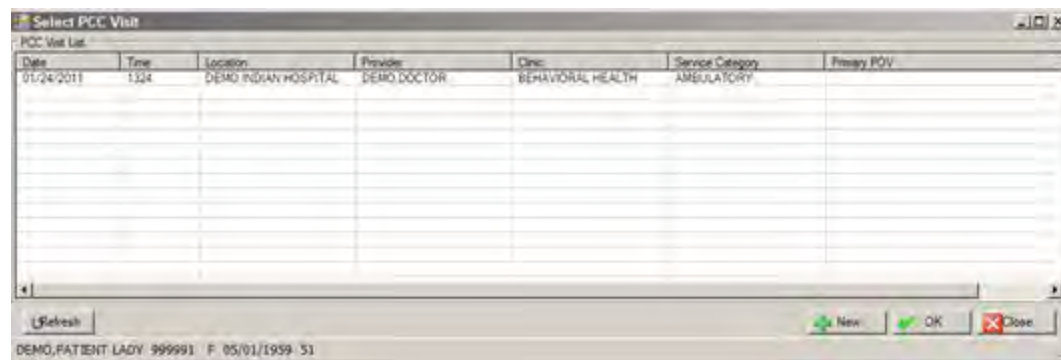 Select PCC Visit
PCC Visit List
Date Time Location Provider Clinic Service Category Primary POV
01/24/2011 1324 DEMO INDIAN HOSPITAL DEMO.DOCTOR BEHAVIORAL HEALTH AMBULATORY
Refresh New OK Close
DEMO,PATIENT LADY 999991 F 05/01/1959 51